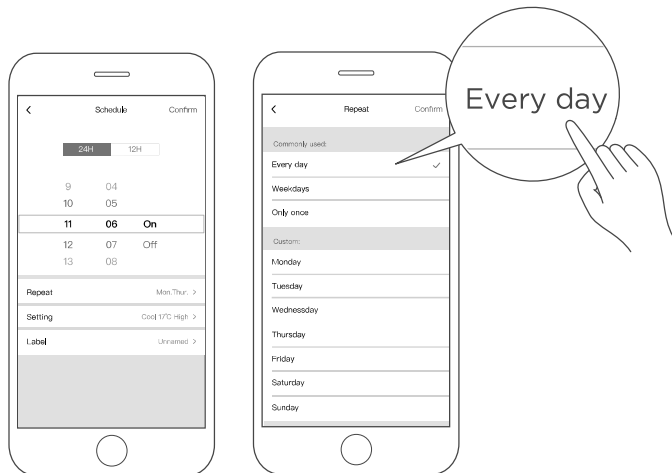 < Schedule Confirm
24H 12H
9 04
10 05
11 06 On
12 07 Off
13 08
Repeat Mon.Thur. >
Setting Cool 17℃ High >
Label Unnamed >
< Repeat Confirm
Commonly used:
Every day ✓
Weekdays
Only once
Custom:
Monday
Tuesday
Wednessday
Thursday
Friday
Saturday
Sunday
Every day